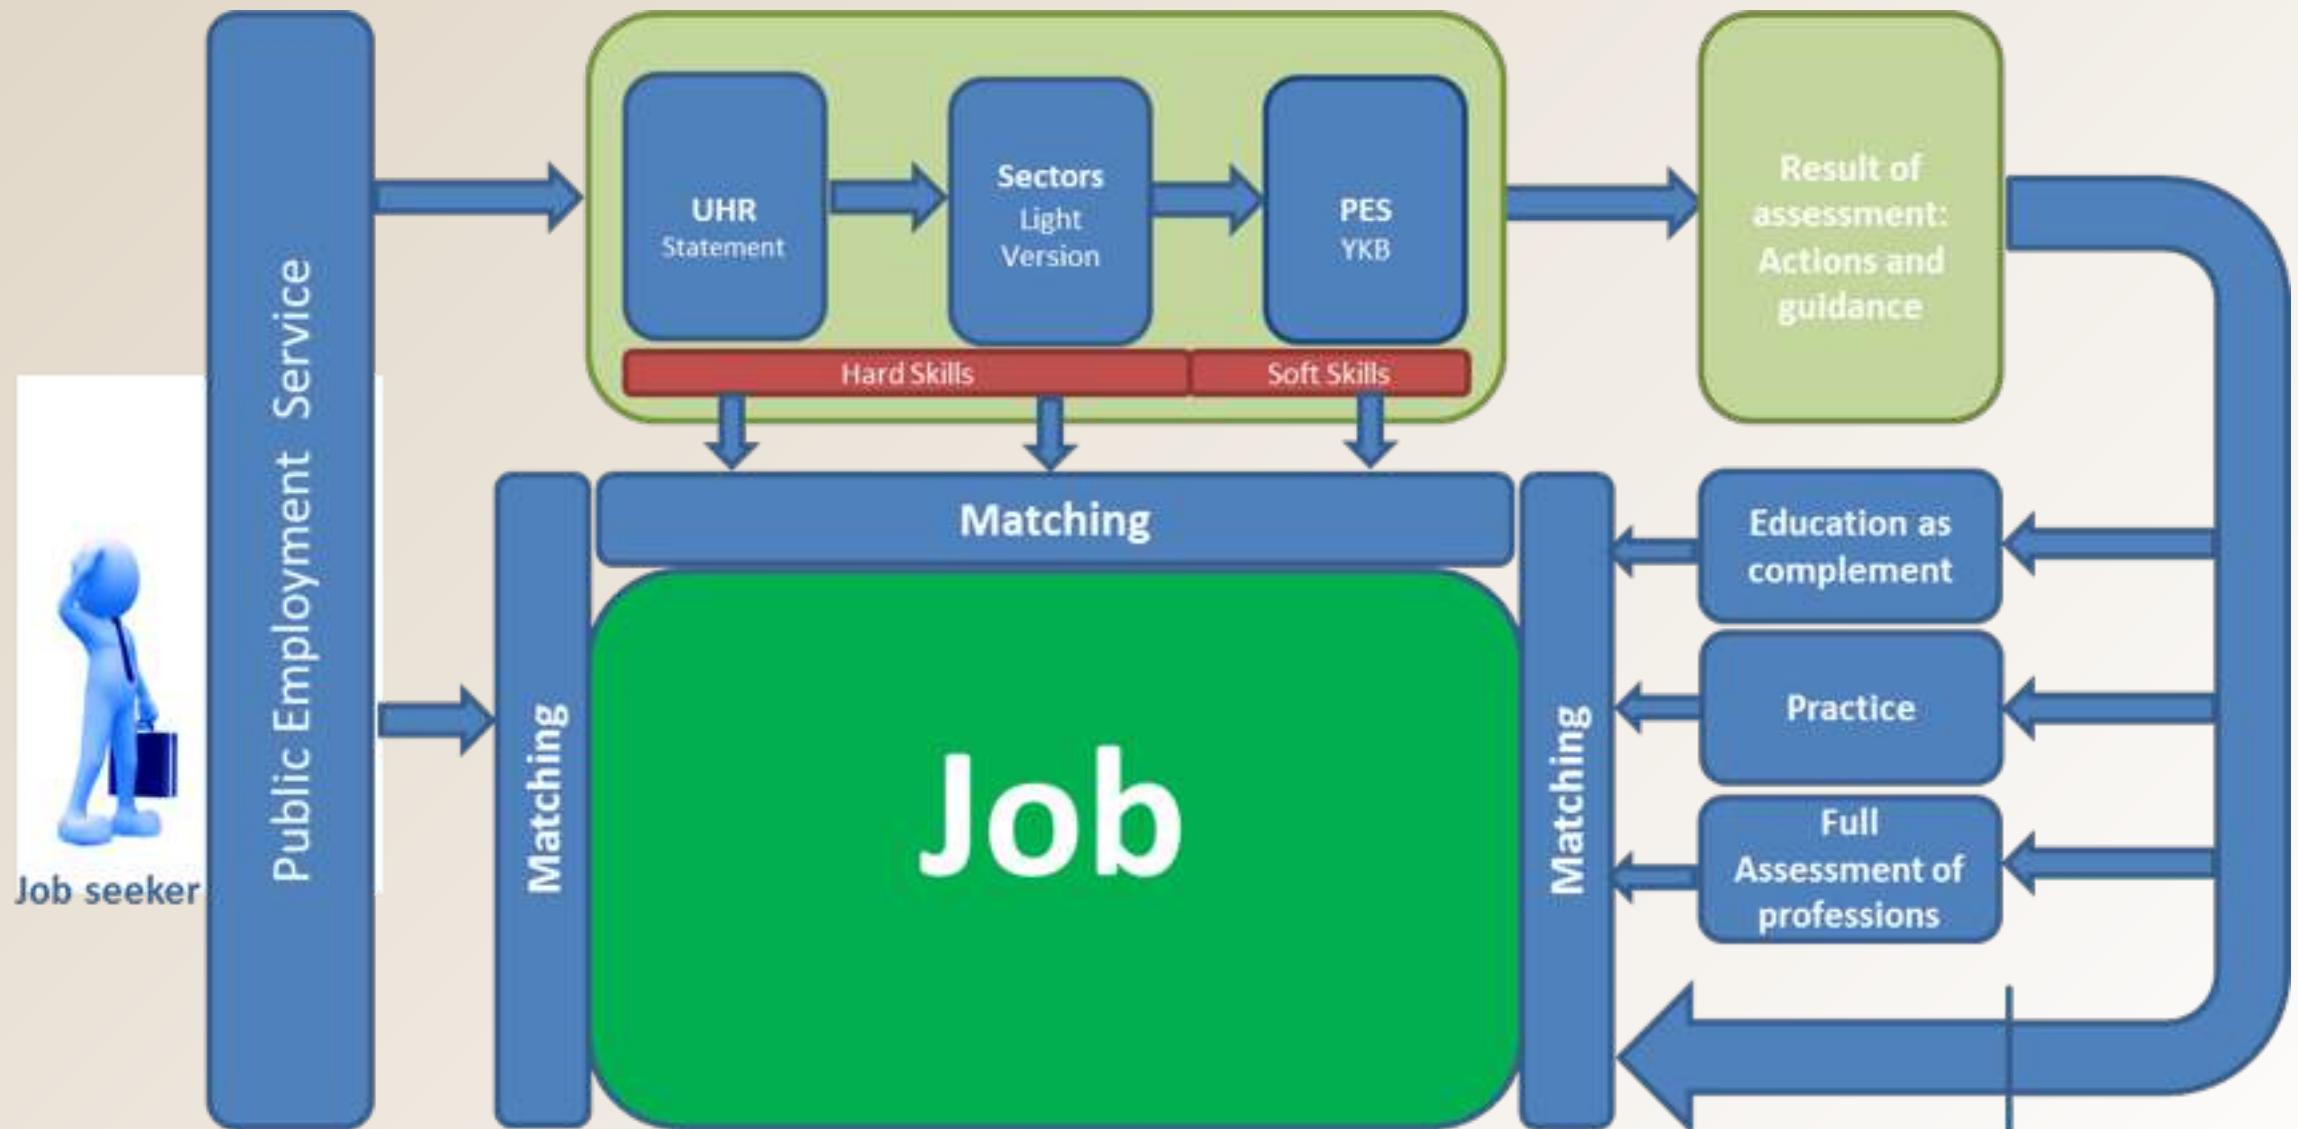 Public Employment Service
Job seeker
UHR
Statement
Sectors
Light
Version
PES
YKB
Hard Skills
Soft Skills
Result of
assessment:
Actions and
guidance
Matching
Matching
Job
Matching
Education as
complement
Practice
Full
Assessment of
professions